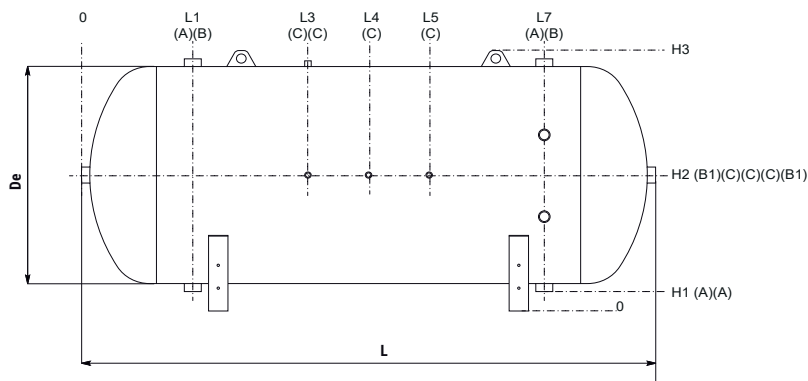 0 L1 L3 L4 L5 L7
(A)(B) (C)(C) (C) (C) (A)(B)
H3
De
H2 (B1)(C)(C)(C)(B1)
H1 (A)(A)
0
L